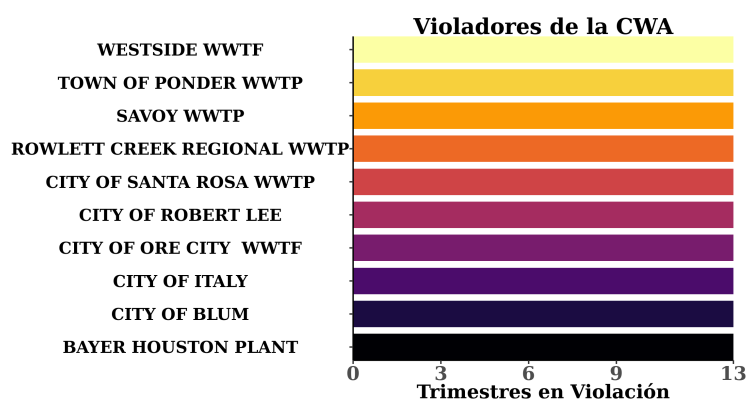 Violadores de la CWA
WESTSIDE WWTF
TOWN OF PONDER WWTP
SAVOY WWTP
ROWLETT CREEK REGIONAL WWTP
CITY OF SANTA ROSA WWTP
CITY OF ROBERT LEE
CITY OF ORE CITY  WWTF
CITY OF ITALY
CITY OF BLUM
BAYER HOUSTON PLANT
0 3 6 9 13
Trimestres en Violación